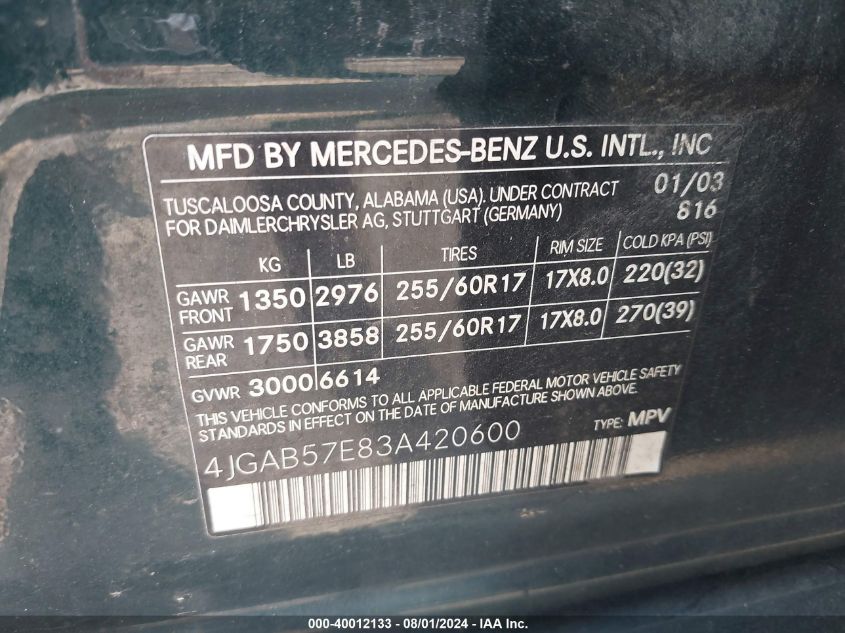 MFD BY MERCEDES-BENZ U.S. INTL., INC
TUSCALOOSA COUNTY, ALABAMA (USA). UNDER CONTRACT 01/03
FOR DAIMLERCHRYSLER AG, STUTTGART (GERMANY) 816
KG LB TIRES RIM SIZE COLD KPA (PSI)
GAWR FRONT 1350 2976 255/60R17 17X8.0 220(32)
GAWR REAR 1750 3858 255/60R17 17X8.0 270(39)
GVWR 3000 6614
THIS VEHICLE CONFORMS TO ALL APPLICABLE FEDERAL MOTOR VEHICLE SAFETY
STANDARDS IN EFFECT ON THE DATE OF MANUFACTURE SHOWN ABOVE.
4JGAB57E83A420600 TYPE: MPV
000-40012133 - 08/01/2024 - IAA Inc.